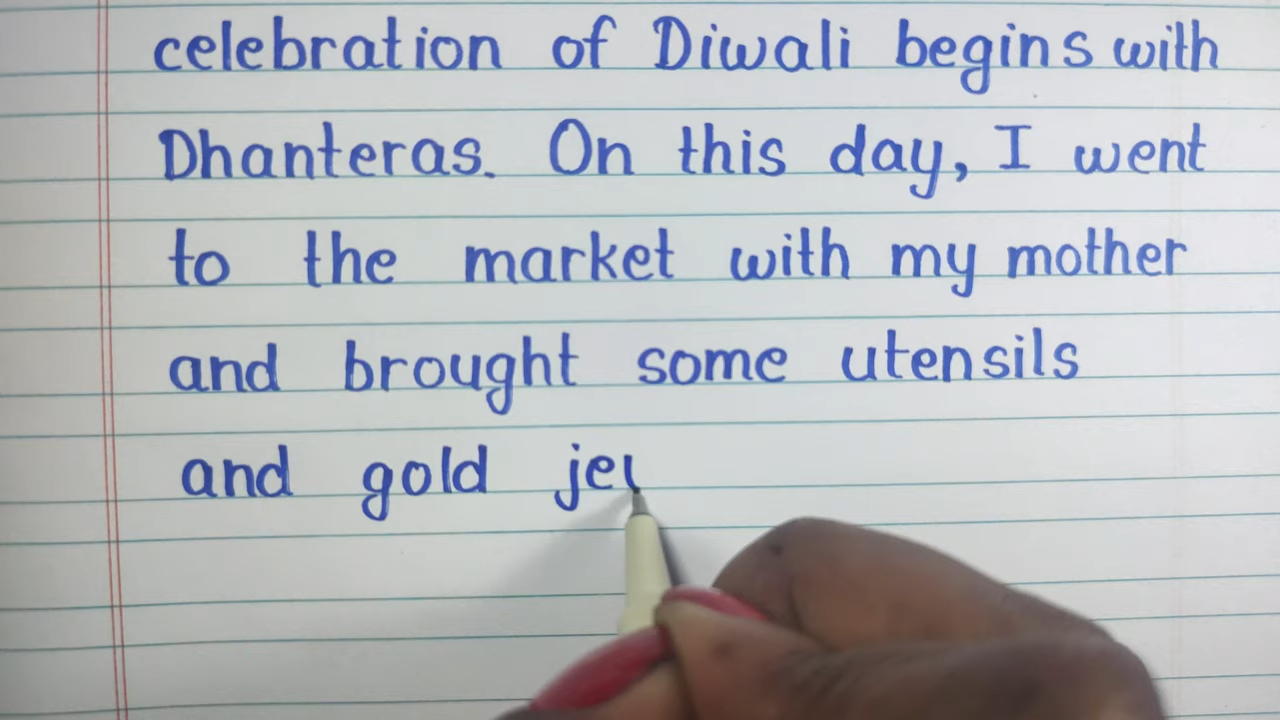 celebration of Diwali begins with
Dhanteras. On this day, I went
to the market with my mother
and brought some utensils
and gold